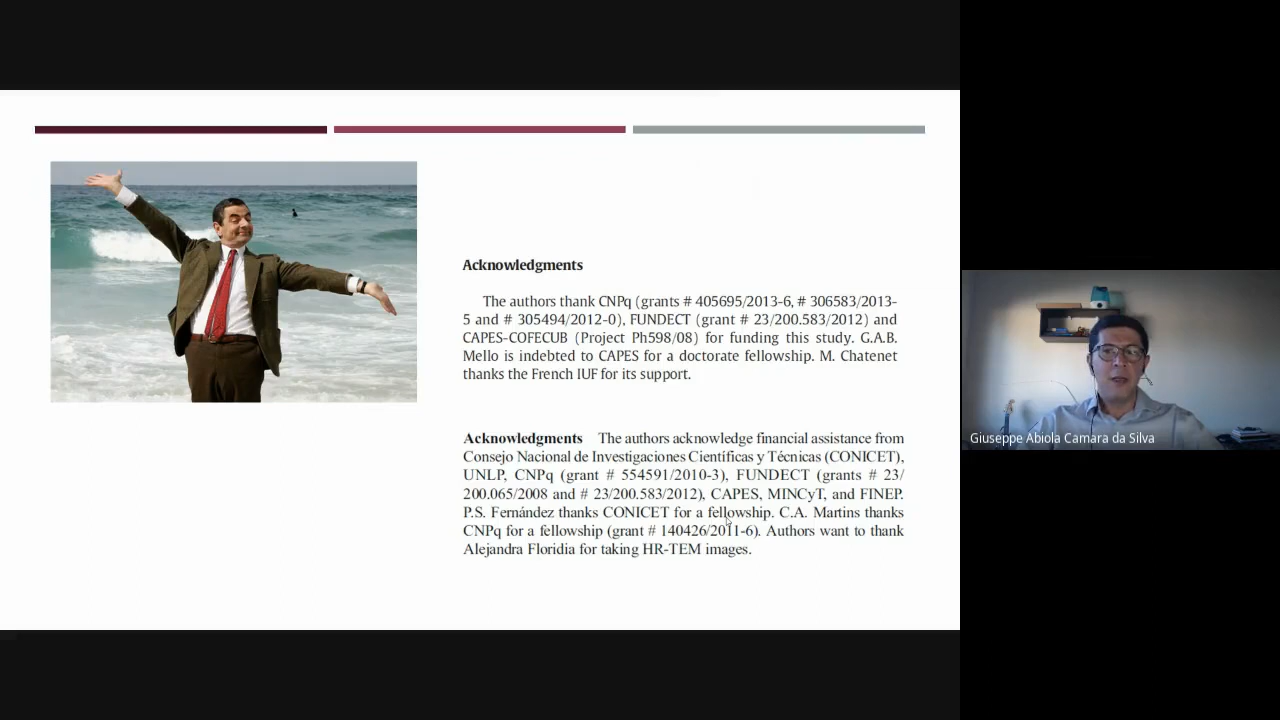 Acknowledgments
The authors thank CNPq (grants # 405695/2013-6, # 306583/2013-
5 and # 305494/2012-0), FUNDECT (grant # 23/200.583/2012) and
CAPES-COFECUB (Project Ph598/08) for funding this study. G.A.B.
Mello is indebted to CAPES for a doctorate fellowship. M. Chatenet
thanks the French IUF for its support.
Acknowledgments The authors acknowledge financial assistance from
Consejo Nacional de Investigaciones Científicas y Técnicas (CONICET),
UNLP, CNPq (grant # 554591/2010-3), FUNDECT (grants # 23/
200.065/2008 and # 23/200.583/2012), CAPES, MINCyT, and FINEP.
P.S. Fernández thanks CONICET for a fellowship. C.A. Martins thanks
CNPq for a fellowship (grant # 140426/2011-6). Authors want to thank
Alejandra Floridia for taking HR-TEM images.
Giuseppe Abiola Camara da Silva